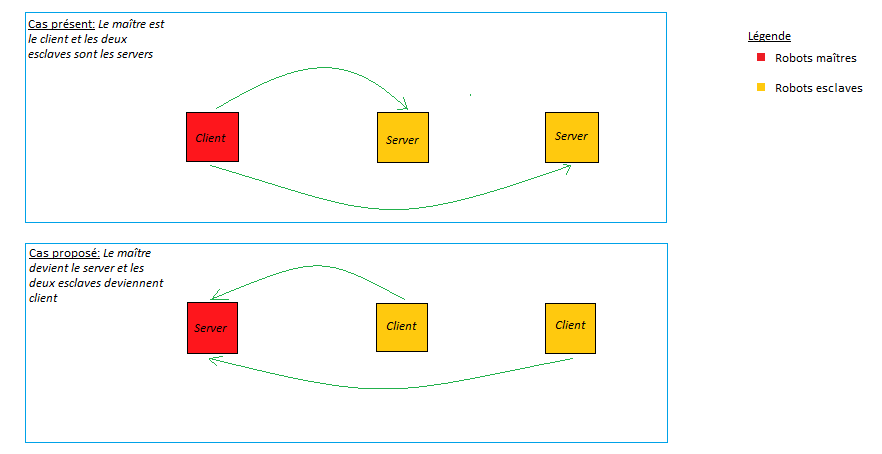 Cas présent: Le maître est
le client et les deux
esclaves sont les servers
Légende
Robots maîtres
Robots esclaves
Client
Server
Server
Cas proposé: Le maître
devient le server et les
deux esclaves deviennent
client
Server
Client
Client